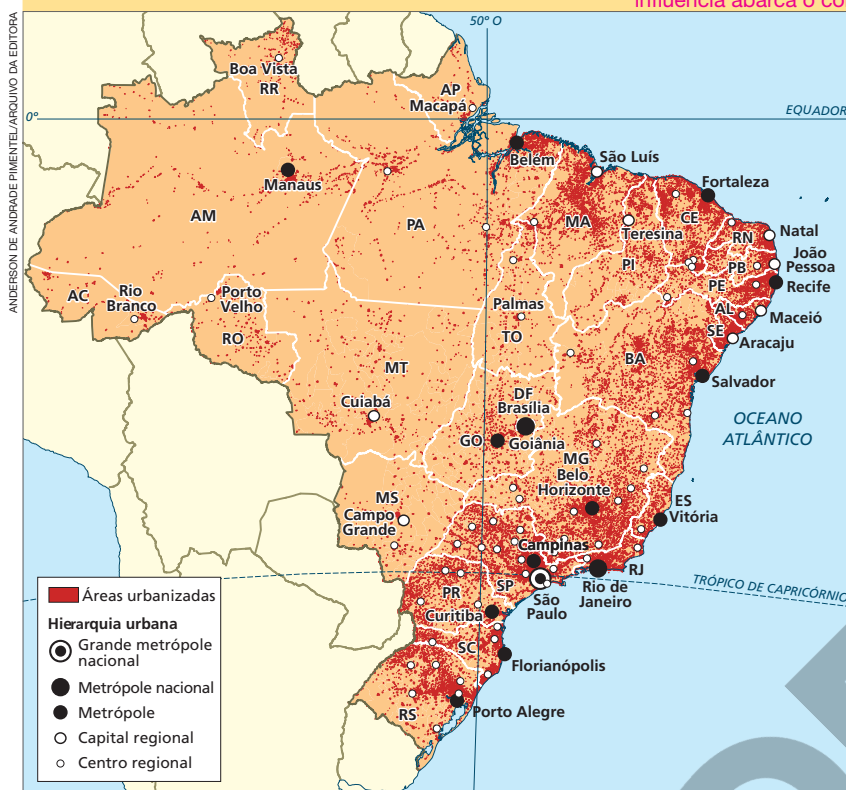 influência abarca o co
ANDERSON DE ANDRADE PIMENTEL/ARQUIVO DA EDITORA
50° O
Boa Vista
RR
AP
Macapá
0°
EQUADOR
Belém
São Luís
Manaus
Fortaleza
AM
PA
MA
CE
Teresina
RN
Natal
PI
PB
João
Pessoa
PE
Recife
AC
Rio
Branco
Porto
Velho
Palmas
TO
AL
Maceió
SE
Aracaju
RO
MT
BA
Cuiabá
DF
Brasília
Salvador
GO
Goiânia
OCEANO
ATLÂNTICO
MG
Belo
Horizonte
MS
Campo
Grande
ES
Vitória
Campinas
RJ
SP
TRÓPICO DE CAPRICÓRNIO
PR
São
Paulo
Rio de
Janeiro
Curitiba
SC
Florianópolis
RS
Porto Alegre
Áreas urbanizadas
Hierarquia urbana
Grande metrópole
nacional
Metrópole nacional
Metrópole
Capital regional
Centro regional